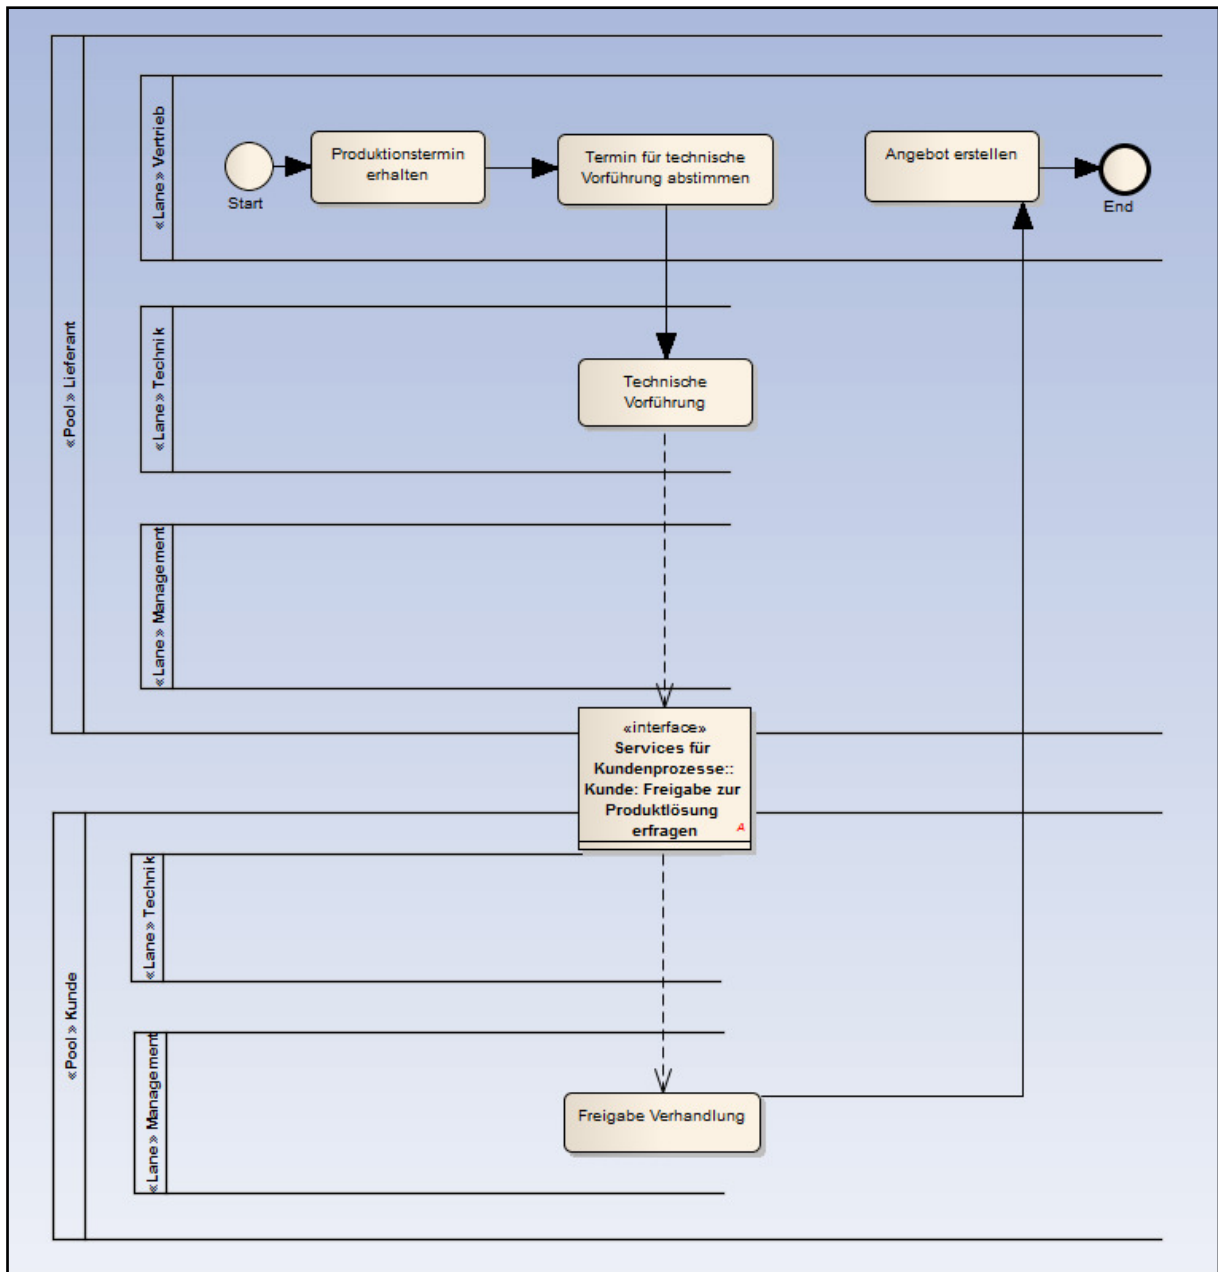 «Pool» Lieferant
«Lane» Vertrieb
Start
Produktionstermin
erhalten
Termin für technische
Vorführung abstimmen
Angebot erstellen
End
«Lane» Technik
Technische
Vorführung
«Lane» Management
«interface»
Services für
Kundenprozesse::
Kunde: Freigabe zur
Produktlösung
erfragen
A
«Pool» Kunde
«Lane» Technik
«Lane» Management
Freigabe Verhandlung